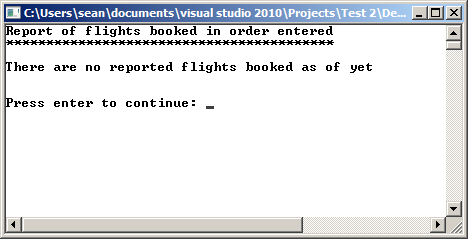 C:\Users\sean\documents\visual studio 2010\Projects\Test 2\De...
Report of flights booked in order entered
*****************************************
There are no reported flights booked as of yet
Press enter to continue: _